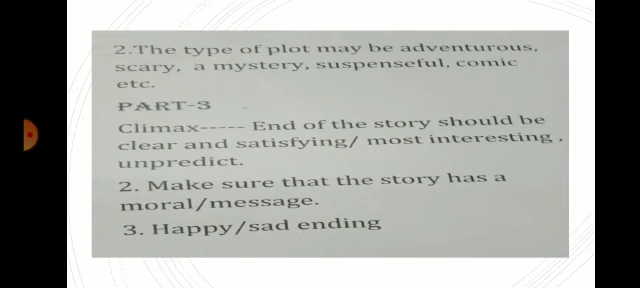 2.The type of plot may be adventurous,
scary, a mystery, suspenseful, comic
etc.
PART-3
Climax----- End of the story should be
clear and satisfying/ most interesting ,
unpredict.
2. Make sure that the story has a
moral/message.
3. Happy/sad ending